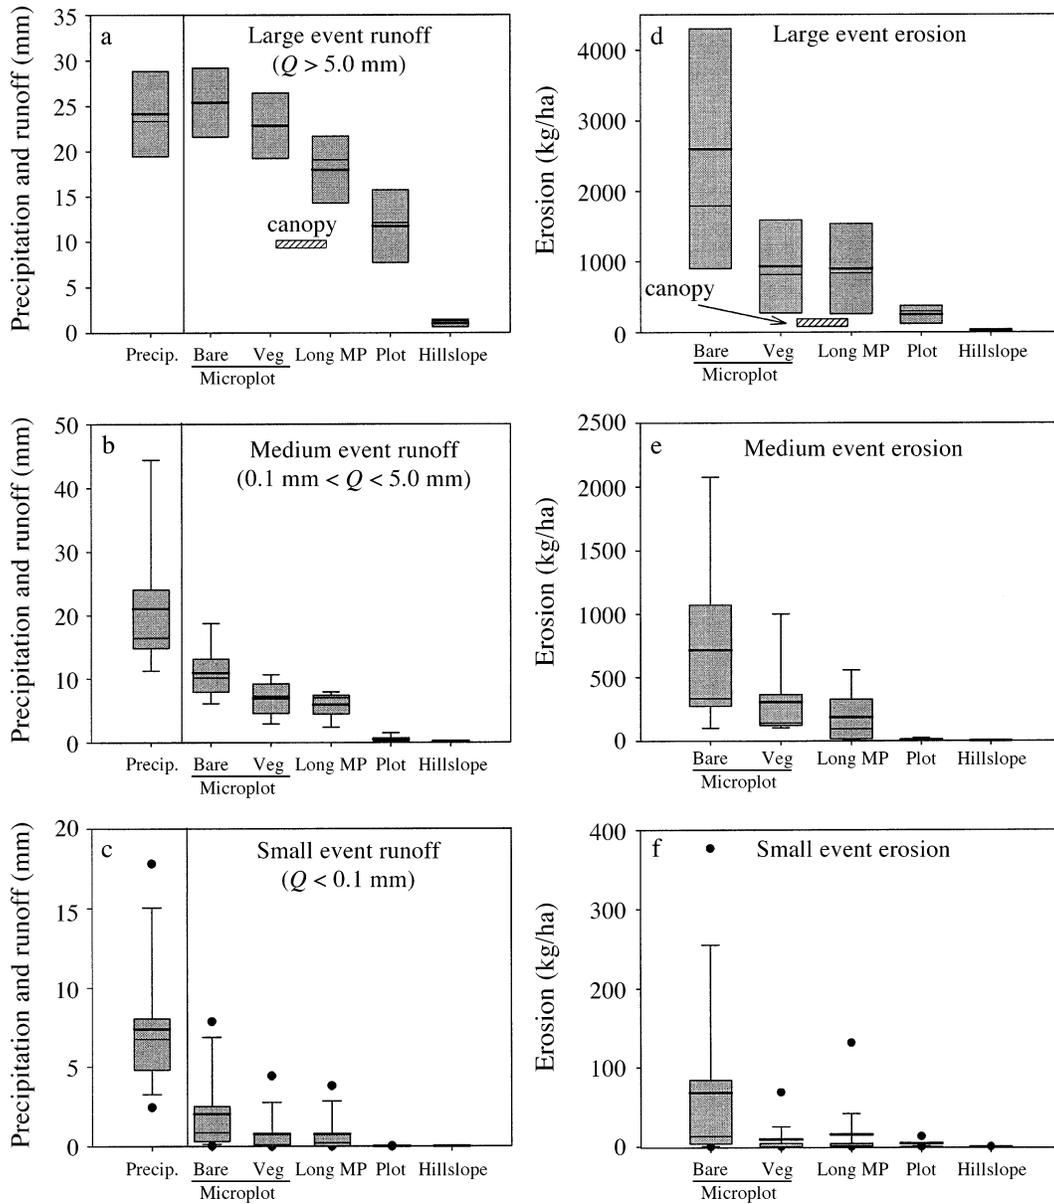 a
Large event runoff
(Q > 5.0 mm)
Precipitation and runoff (mm)
35
30
25
20
15
10
5
0
canopy
Precip. Bare Veg Long MP Plot Hillslope
Microplot
d
Large event erosion
Erosion (kg/ha)
4000
3000
2000
1000
0
canopy
Bare Veg Long MP Plot Hillslope
Microplot
b
Medium event runoff
(0.1 mm < Q < 5.0 mm)
Precipitation and runoff (mm)
50
40
30
20
10
0
Precip. Bare Veg Long MP Plot Hillslope
Microplot
e
Medium event erosion
Erosion (kg/ha)
2500
2000
1500
1000
500
0
Bare Veg Long MP Plot Hillslope
Microplot
c
Small event runoff
(Q < 0.1 mm)
Precipitation and runoff (mm)
20
15
10
5
0
Precip. Bare Veg Long MP Plot Hillslope
Microplot
f
Small event erosion
Erosion (kg/ha)
400
300
200
100
0
Bare Veg Long MP Plot Hillslope
Microplot